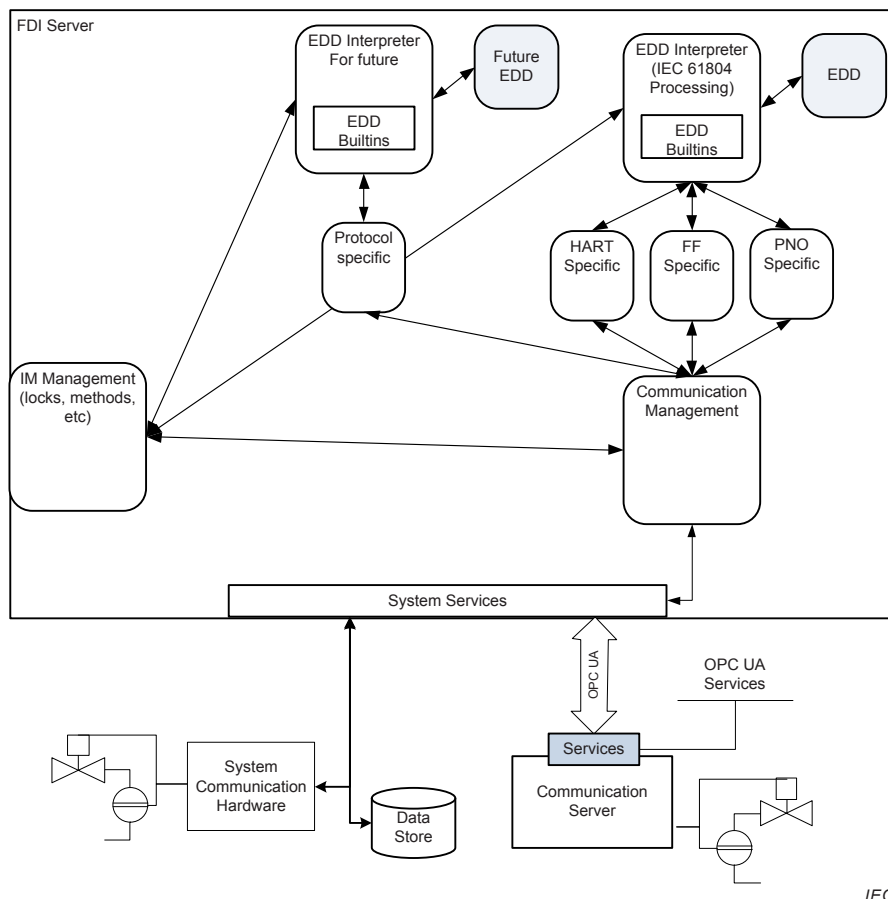 FDI Server
EDD Interpreter
For future
EDD
Builtins
Future
EDD
EDD Interpreter
(IEC 61804
Processing)
EDD
Builtins
EDD
Protocol
specific
HART
Specific
FF
Specific
PNO
Specific
IM Management
(locks, methods,
etc)
Communication
Management
System Services
OPC UA
OPC UA
Services
Services
System
Communication
Hardware
Data
Store
Communication
Server
IEC